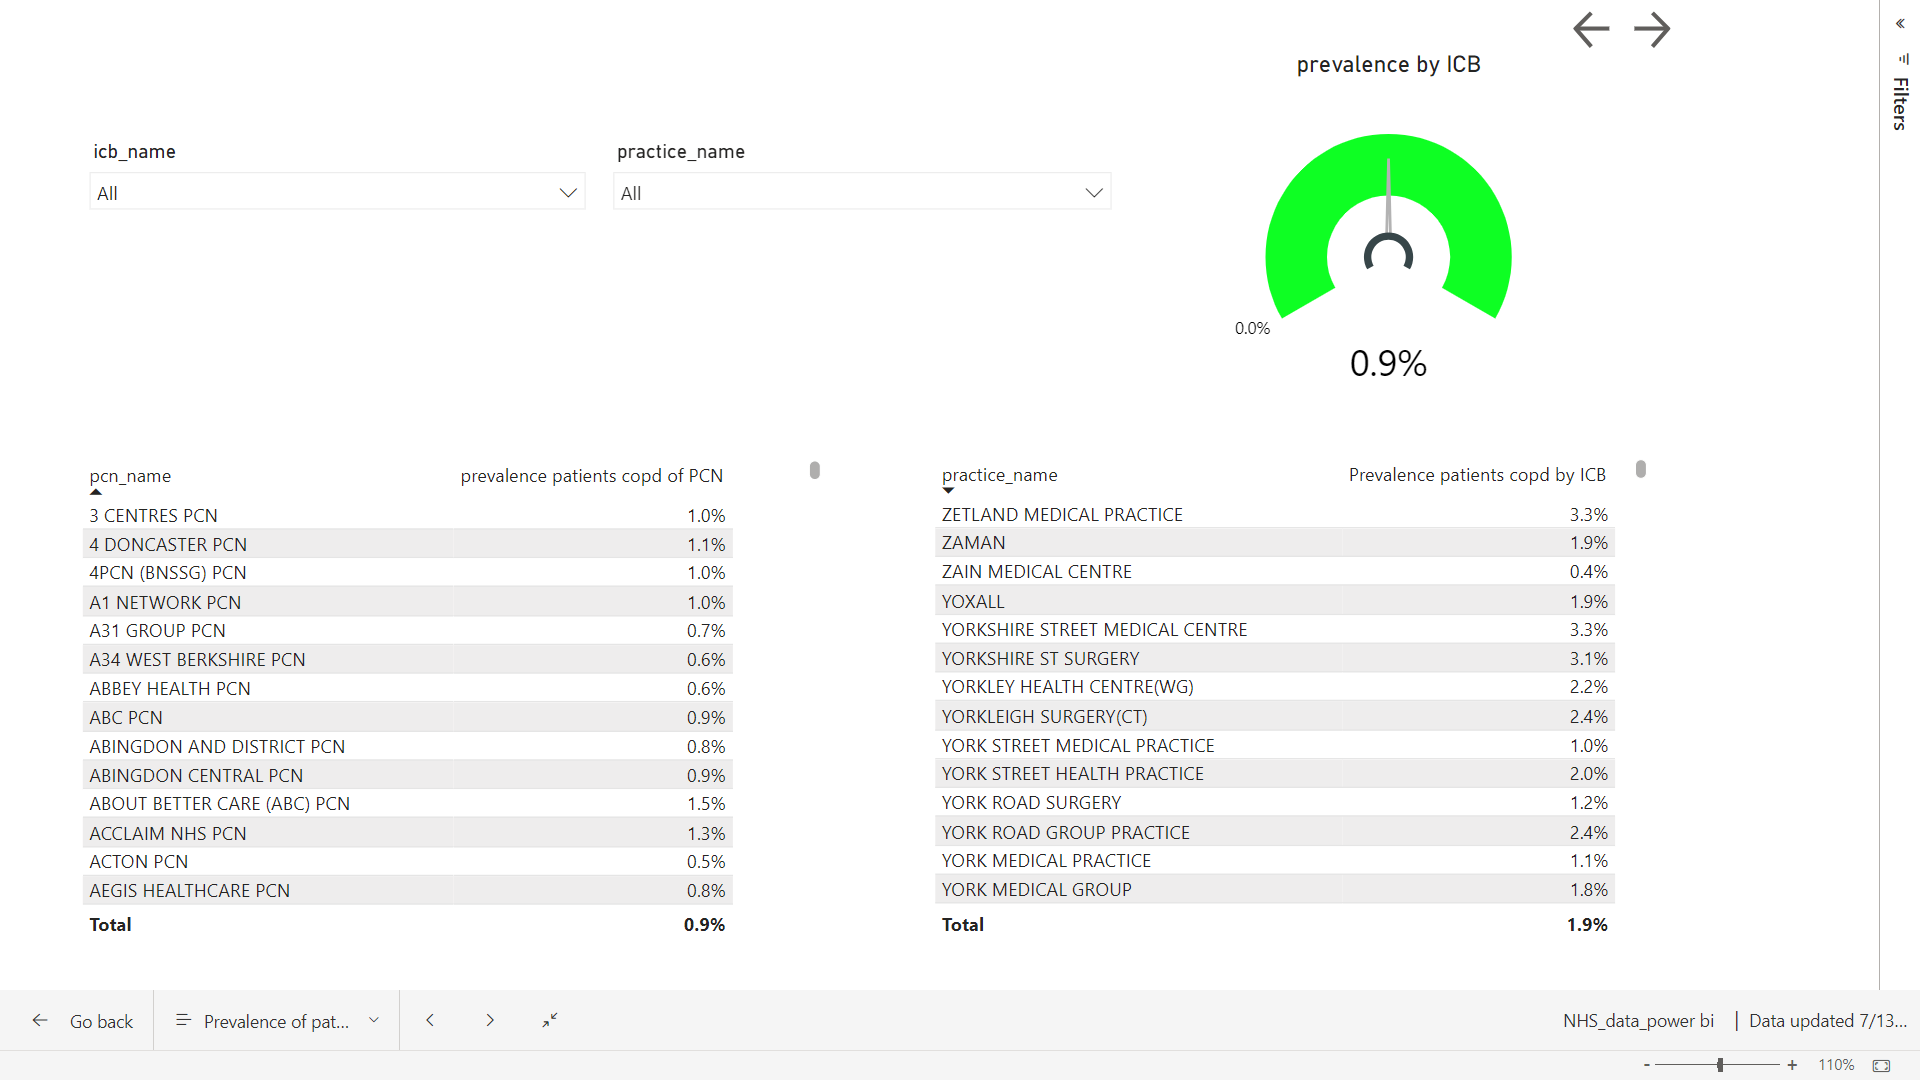 prevalence by ICB
Filters
icb_name
All
practice_name
All
0.0%
0.9%
pcn_name prevalence patients copd of PCN
3 CENTRES PCN 1.0%
4 DONCASTER PCN 1.1%
4PCN (BNSSG) PCN 1.0%
A1 NETWORK PCN 1.0%
A31 GROUP PCN 0.7%
A34 WEST BERKSHIRE PCN 0.6%
ABBEY HEALTH PCN 0.6%
ABC PCN 0.9%
ABINGDON AND DISTRICT PCN 0.8%
ABINGDON CENTRAL PCN 0.9%
ABOUT BETTER CARE (ABC) PCN 1.5%
ACCLAIM NHS PCN 1.3%
ACTON PCN 0.5%
AEGIS HEALTHCARE PCN 0.8%
Total 0.9%
practice_name Prevalence patients copd by ICB
ZETLAND MEDICAL PRACTICE 3.3%
ZAMAN 1.9%
ZAIN MEDICAL CENTRE 0.4%
YOXALL 1.9%
YORKSHIRE STREET MEDICAL CENTRE 3.3%
YORKSHIRE ST SURGERY 3.1%
YORKLEY HEALTH CENTRE(WG) 2.2%
YORKLEIGH SURGERY(CT) 2.4%
YORK STREET MEDICAL PRACTICE 1.0%
YORK STREET HEALTH PRACTICE 2.0%
YORK ROAD SURGERY 1.2%
YORK ROAD GROUP PRACTICE 2.4%
YORK MEDICAL PRACTICE 1.1%
YORK MEDICAL GROUP 1.8%
Total 1.9%
Go back Prevalence of pat... NHS_data_power bi | Data updated 7/13...
- + 110%